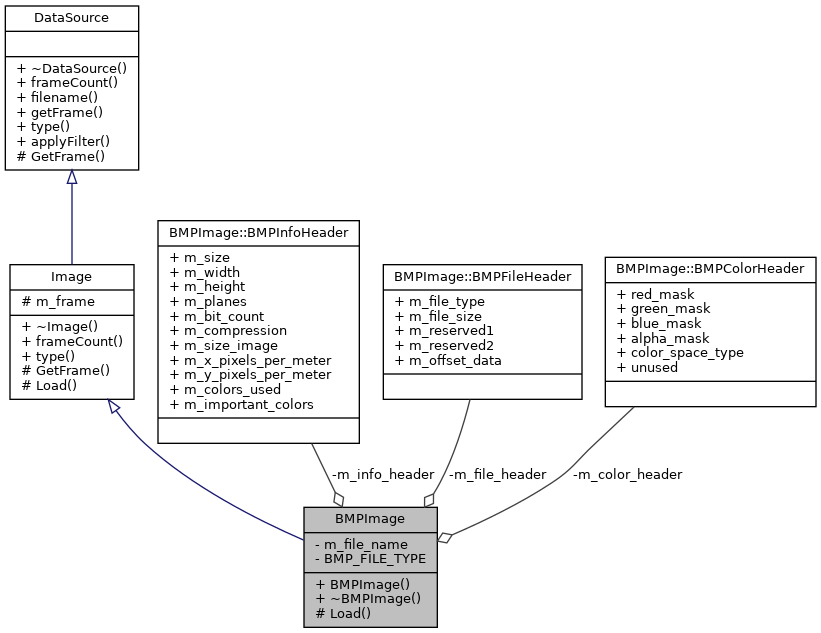 DataSource
+ ~DataSource()
+ frameCount()
+ filename()
+ getFrame()
+ type()
+ applyFilter()
# GetFrame()
Image
# m_frame
+ ~Image()
+ frameCount()
+ type()
# GetFrame()
# Load()
BMPImage::BMPInfoHeader
+ m_size
+ m_width
+ m_height
+ m_planes
+ m_bit_count
+ m_compression
+ m_size_image
+ m_x_pixels_per_meter
+ m_y_pixels_per_meter
+ m_colors_used
+ m_important_colors
BMPImage::BMPFileHeader
+ m_file_type
+ m_file_size
+ m_reserved1
+ m_reserved2
+ m_offset_data
BMPImage::BMPColorHeader
+ red_mask
+ green_mask
+ blue_mask
+ alpha_mask
+ color_space_type
+ unused
-m_info_header
-m_file_header
-m_color_header
BMPImage
- m_file_name
- BMP_FILE_TYPE
+ BMPImage()
+ ~BMPImage()
# Load()